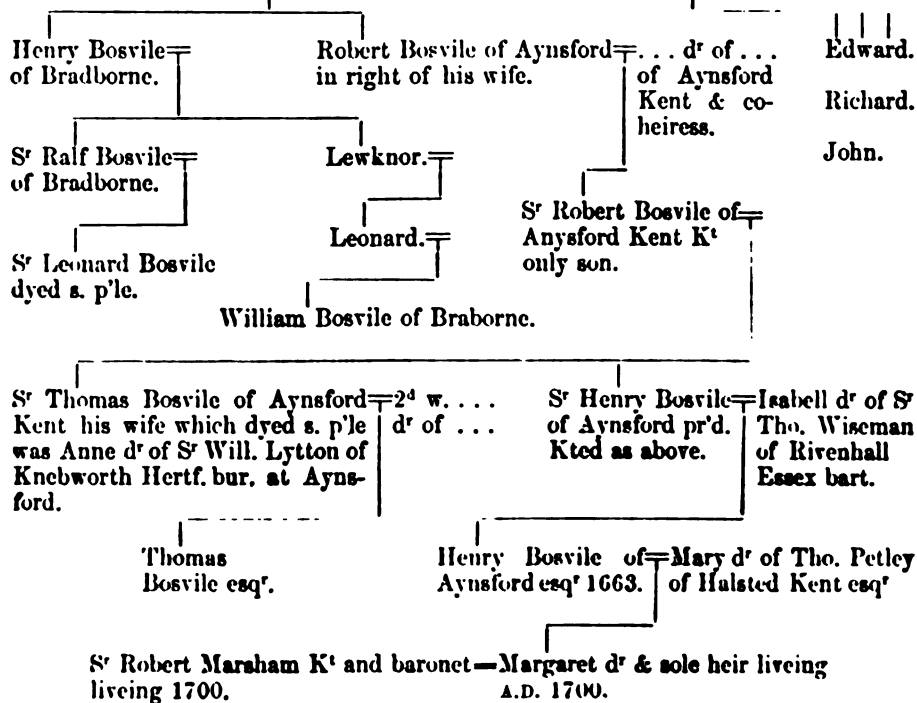 Henry Bosvile
of Bradborne.
Robert Bosvile of Aynsford
in right of his wife.
. . . dr of . . .
of Aynsford
Kent & co-
heiress.
Edward.
Richard.
John.
Sr Ralf Bosvile
of Bradborne.
Lewknor.
Sr Robert Bosvile of
Anysford Kent Kt
only son.
Leonard.
Sr Leonard Bosvile
dyed s. p'le.
William Bosvile of Braborne.
Sr Thomas Bosvile of Aynsford
Kent his wife which dyed s. p'le
was Anne dr of Sr Will. Lytton of
Knebworth Hertf. bur. at Ayns-
ford.
2d w. . . .
dr of . . .
Sr Henry Bosvile
of Aynsford pr'd.
Kted as above.
Isabell dr of Sr
Tho. Wiseman
of Rivenhall
Essex bart.
Thomas
Bosvile esqr.
Henry Bosvile of
Aynsford esqr 1663.
Mary dr of Tho. Petley
of Halsted Kent esqr
Sr Robert Marsham Kt and baronet
liveing 1700.
Margaret dr & sole heir liveing
A.D. 1700.